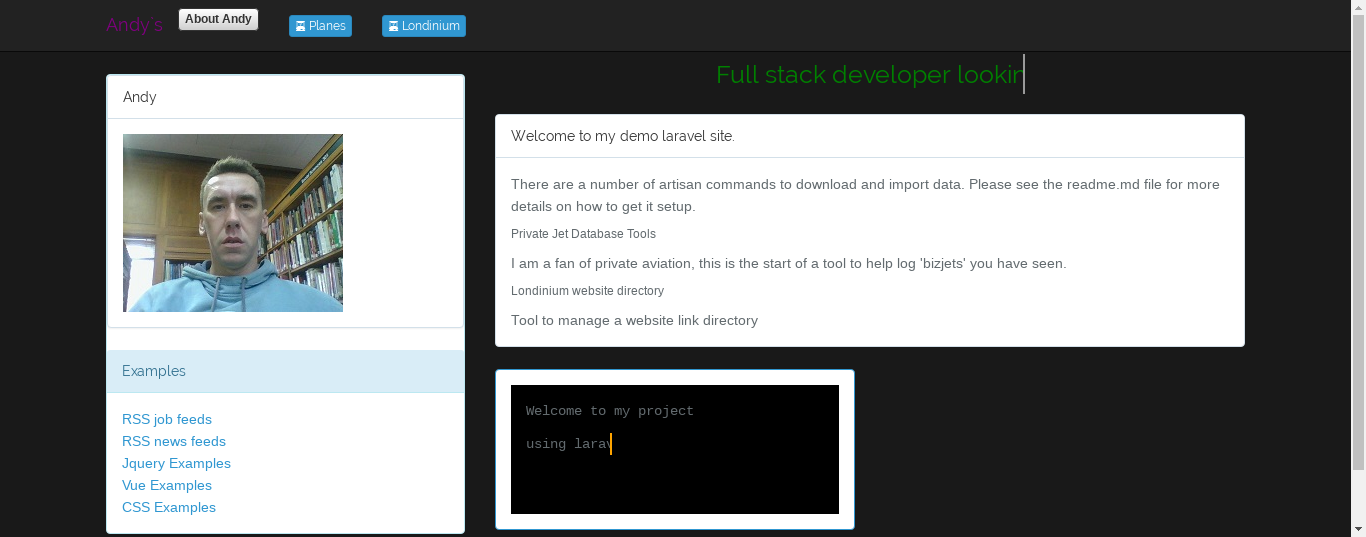 Andy`s
About Andy
Planes
Londinium
Full stack developer lookin
Andy
Examples
RSS job feeds
RSS news feeds
Jquery Examples
Vue Examples
CSS Examples
Welcome to my demo laravel site.
There are a number of artisan commands to download and import data. Please see the readme.md file for more
details on how to get it setup.
Private Jet Database Tools
I am a fan of private aviation, this is the start of a tool to help log 'bizjets' you have seen.
Londinium website directory
Tool to manage a website link directory
Welcome to my project
using larav